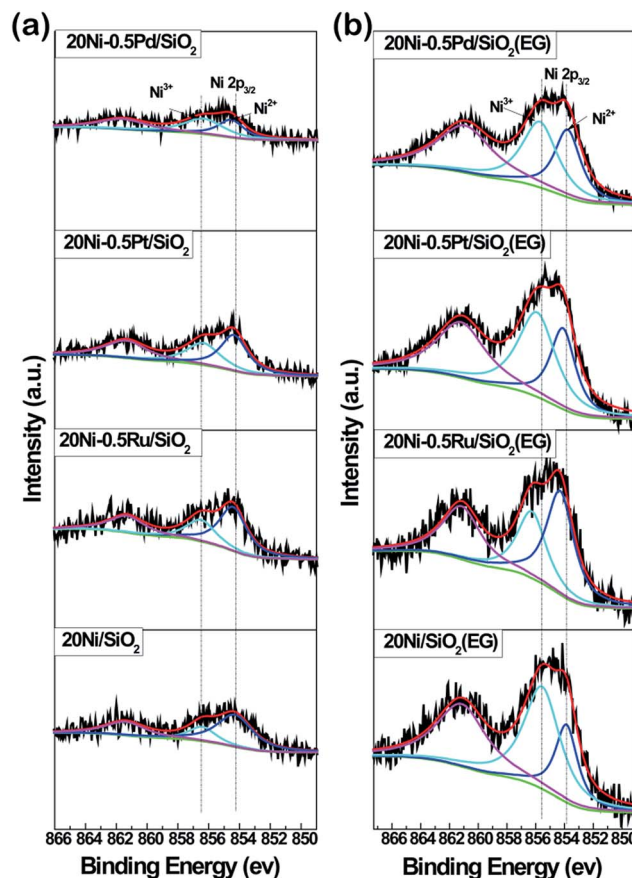 (a)
20Ni-0.5Pd/SiO₂
Ni³⁺
Ni 2p₃/₂
Ni²⁺
20Ni-0.5Pt/SiO₂
20Ni-0.5Ru/SiO₂
20Ni/SiO₂
Intensity (a.u.)
866 862 860 858 856 854 852 850
Binding Energy (ev)
(b)
20Ni-0.5Pd/SiO₂(EG)
Ni³⁺
Ni 2p₃/₂
Ni²⁺
20Ni-0.5Pt/SiO₂(EG)
20Ni-0.5Ru/SiO₂(EG)
20Ni/SiO₂(EG)
Intensity (a.u.)
866 862 860 858 856 854 852 850
Binding Energy (ev)